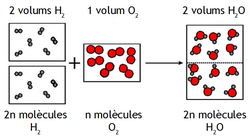 2 volums H₂
1 volum O₂
2 volums H₂O
+
2n molècules
H₂
n molècules
O₂
2n molècules
H₂O